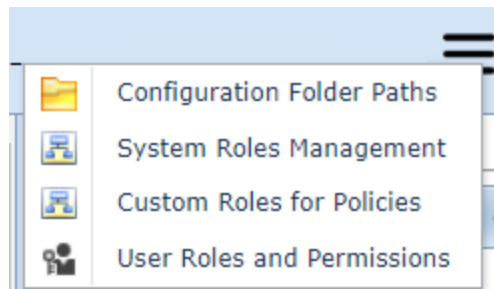 Configuration Folder Paths
System Roles Management
Custom Roles for Policies
User Roles and Permissions